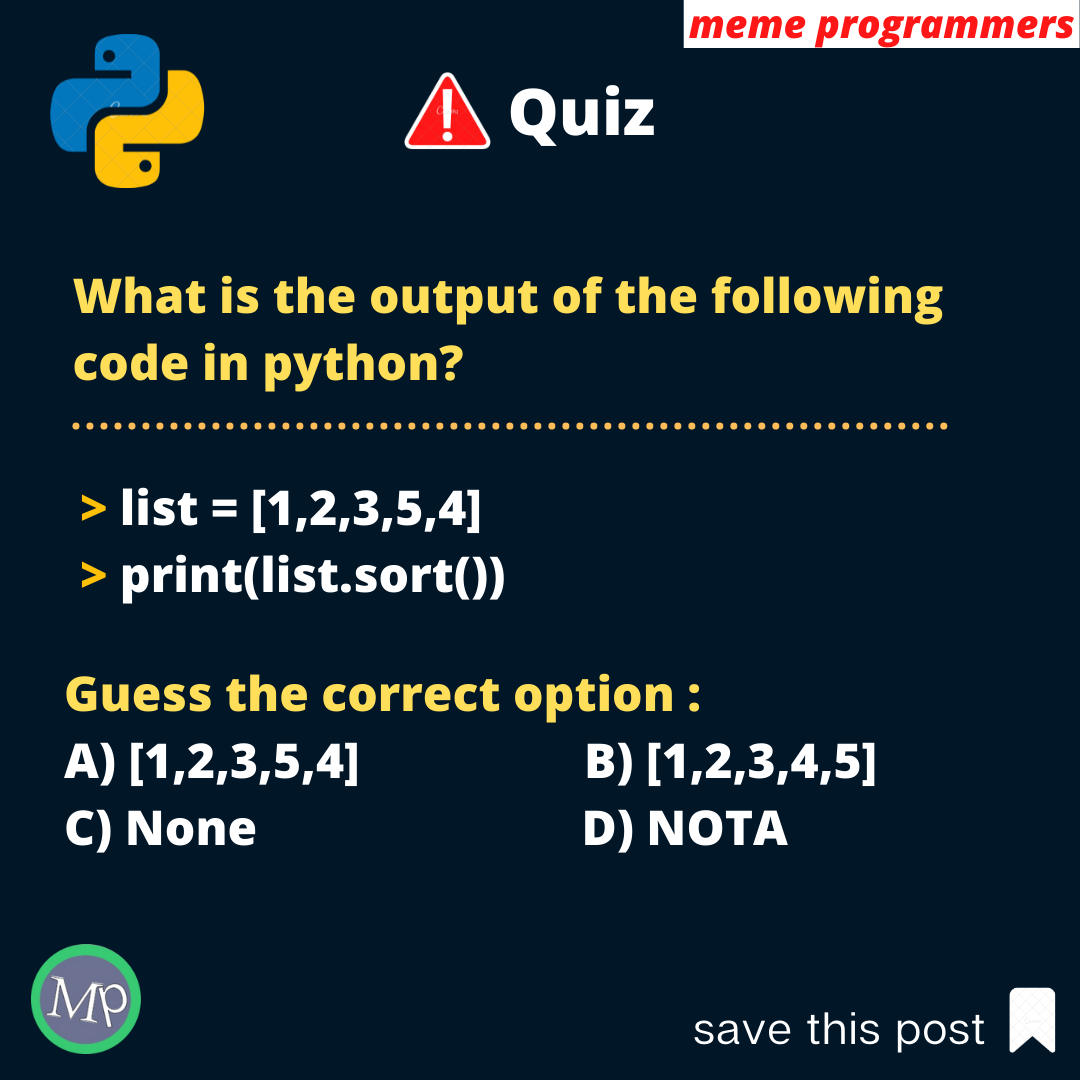 meme programmers
Quiz
What is the output of the following
code in python?
> list = [1,2,3,5,4]
> print(list.sort())
Guess the correct option :
A) [1,2,3,5,4] B) [1,2,3,4,5]
C) None D) NOTA
Mp
save this post